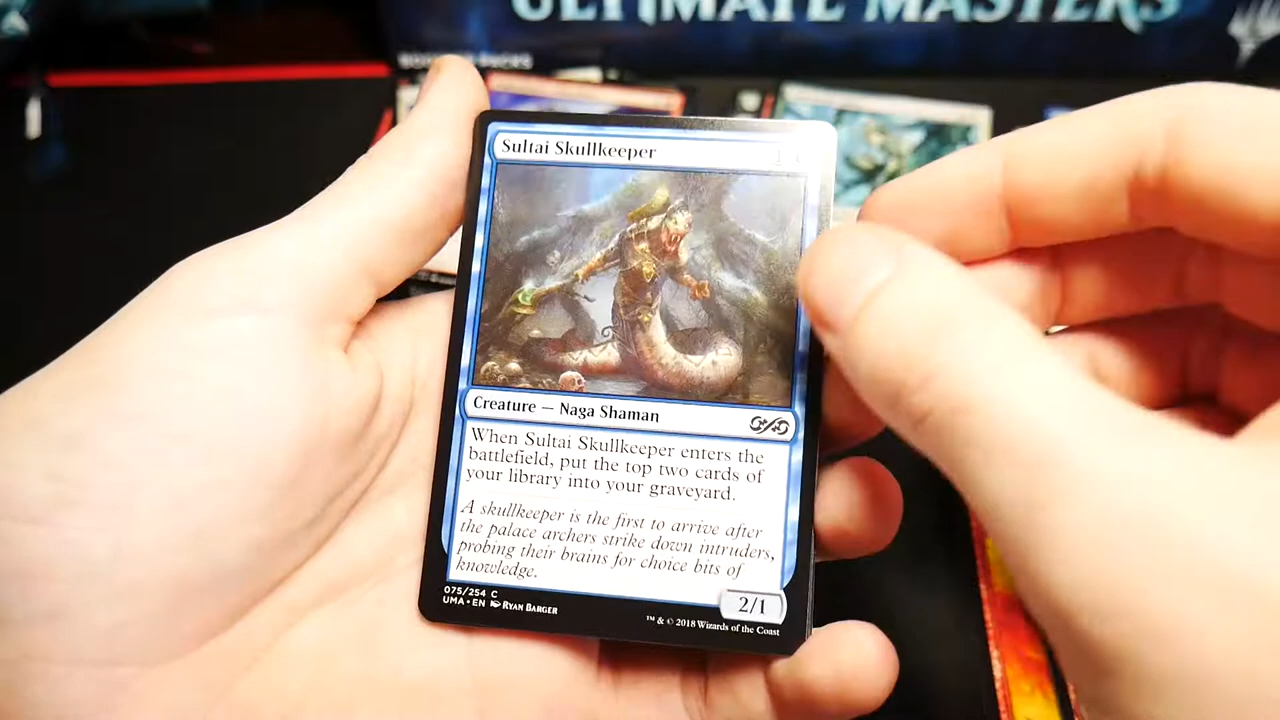 ULTIMATE MASTERS
BOOSTER PACKS
Sultai Skullkeeper
Creature — Naga Shaman
When Sultai Skullkeeper enters the
battlefield, put the top two cards of
your library into your graveyard.
A skullkeeper is the first to arrive after
the palace archers strike down intruders,
probing their brains for choice bits of
knowledge.
2/1
075/254 C
UMA • EN RYAN BARGER
™ & © 2018 Wizards of the Coast